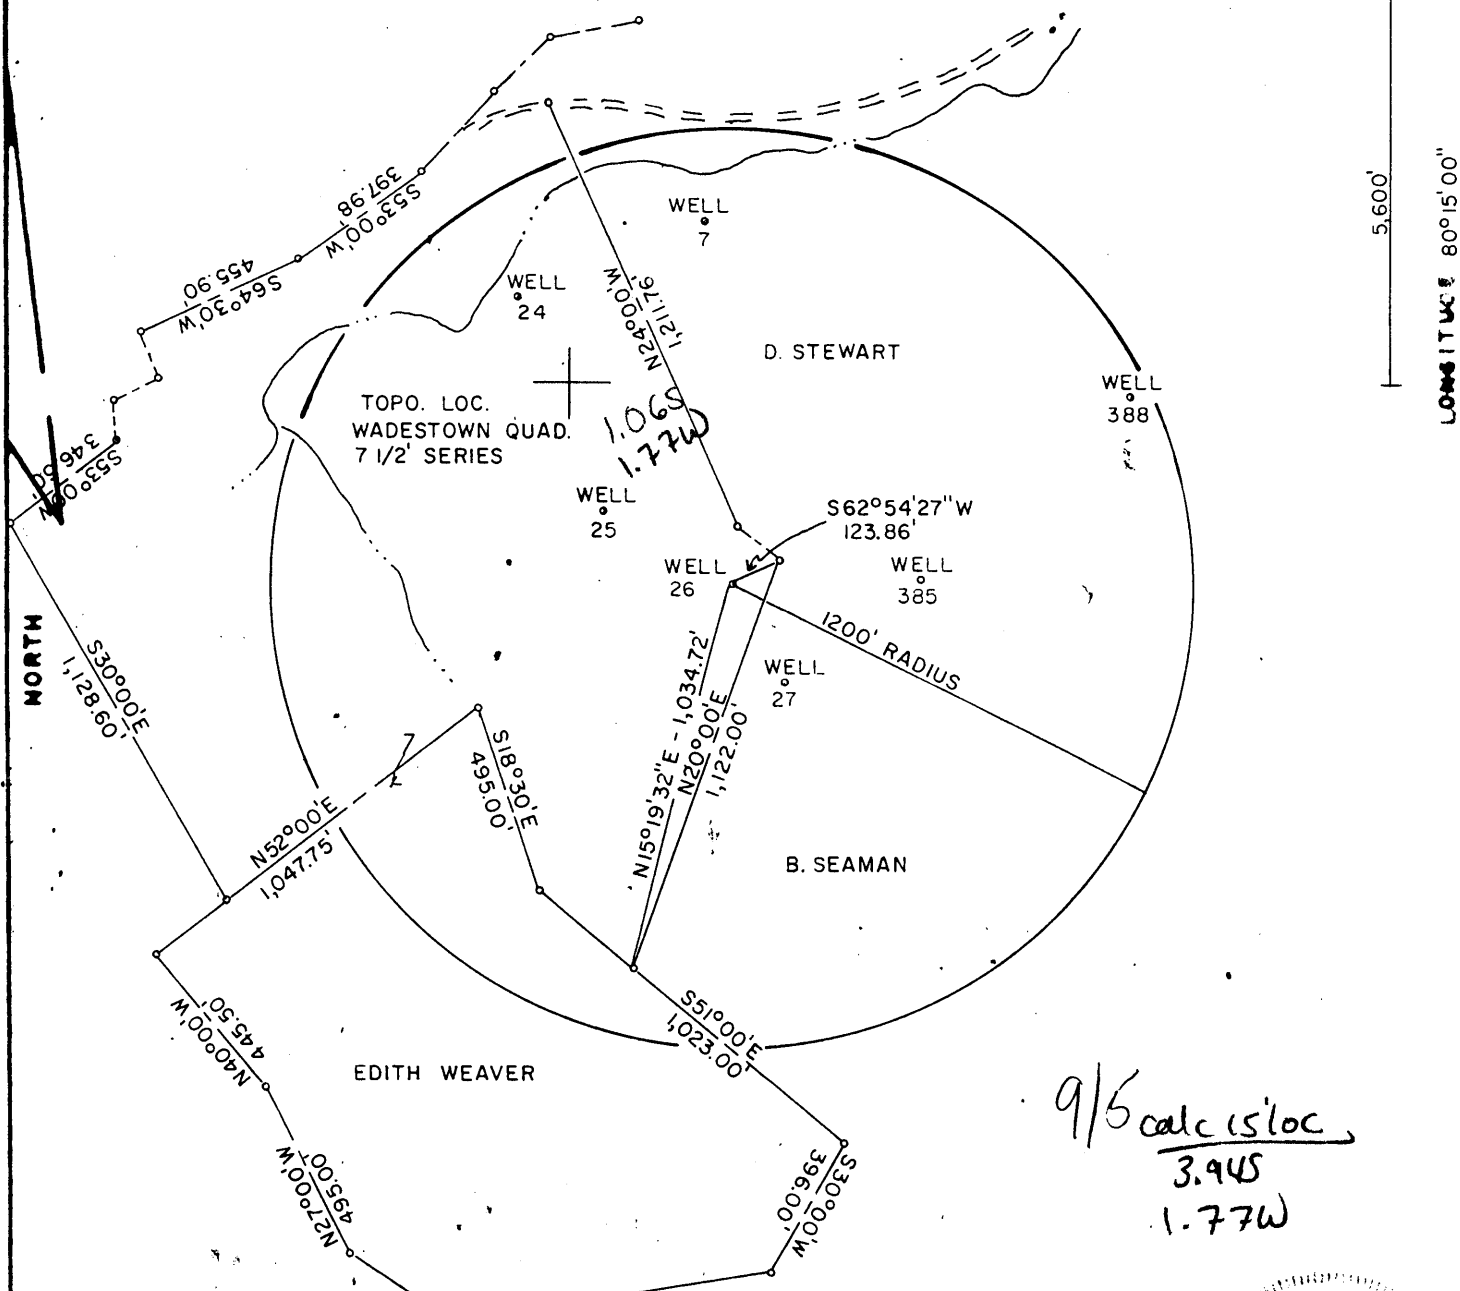 5,600'
LONGITUDE 80°15'00"
S53°00'W
397.98'
S64°30'W
455.90'
WELL
7
WELL
24
N24°00'W
1,211.76'
D. STEWART
WELL
388
TOPO. LOC.
WADESTOWN QUAD.
7 1/2' SERIES
1.06S
1.77W
346.50'
WELL
25
S62°54'27"W
123.86'
WELL
26
WELL
385
1200' RADIUS
NORTH
S30°00'E
1,128.60'
WELL
27
N15°19'32"E - 1,034.72'
N20°00'E
1,122.00'
S18°30'E
495.00'
N52°00'E
1,047.75'
7
B. SEAMAN
S51°00'E
1,023.00'
N40°00'W
445.50'
EDITH WEAVER
N27°00'W
495.00'
S30°00'W
396.00'
9/5 calc 15' loc
3.94S
1.77W